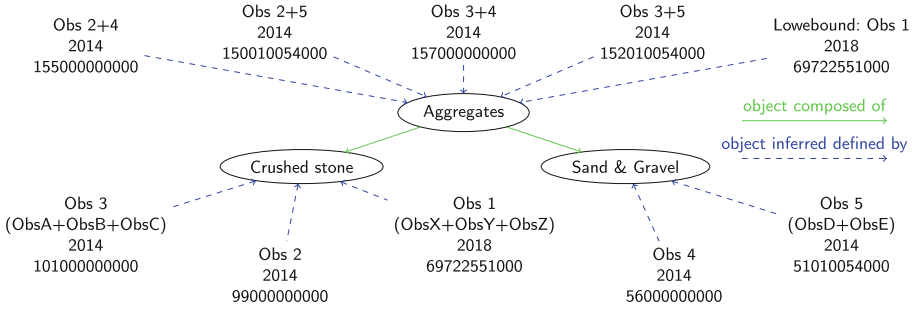 Obs 2+4
2014
155000000000
Obs 2+5
2014
150010054000
Obs 3+4
2014
157000000000
Obs 3+5
2014
152010054000
Lowebound: Obs 1
2018
69722551000
Aggregates
object composed of
object inferred defined by
Crushed stone
Sand & Gravel
Obs 3
(ObsA+ObsB+ObsC)
2014
101000000000
Obs 2
2014
99000000000
Obs 1
(ObsX+ObsY+ObsZ)
2018
69722551000
Obs 4
2014
56000000000
Obs 5
(ObsD+ObsE)
2014
51010054000